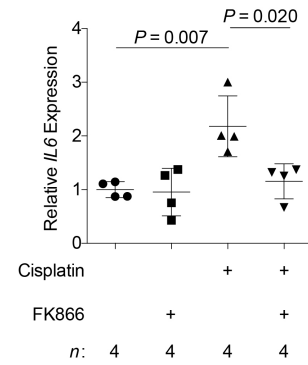 P = 0.020
P = 0.007
4
3
2
1
0
Relative IL6 Expression
Cisplatin + +
FK866 + +
n: 4 4 4 4